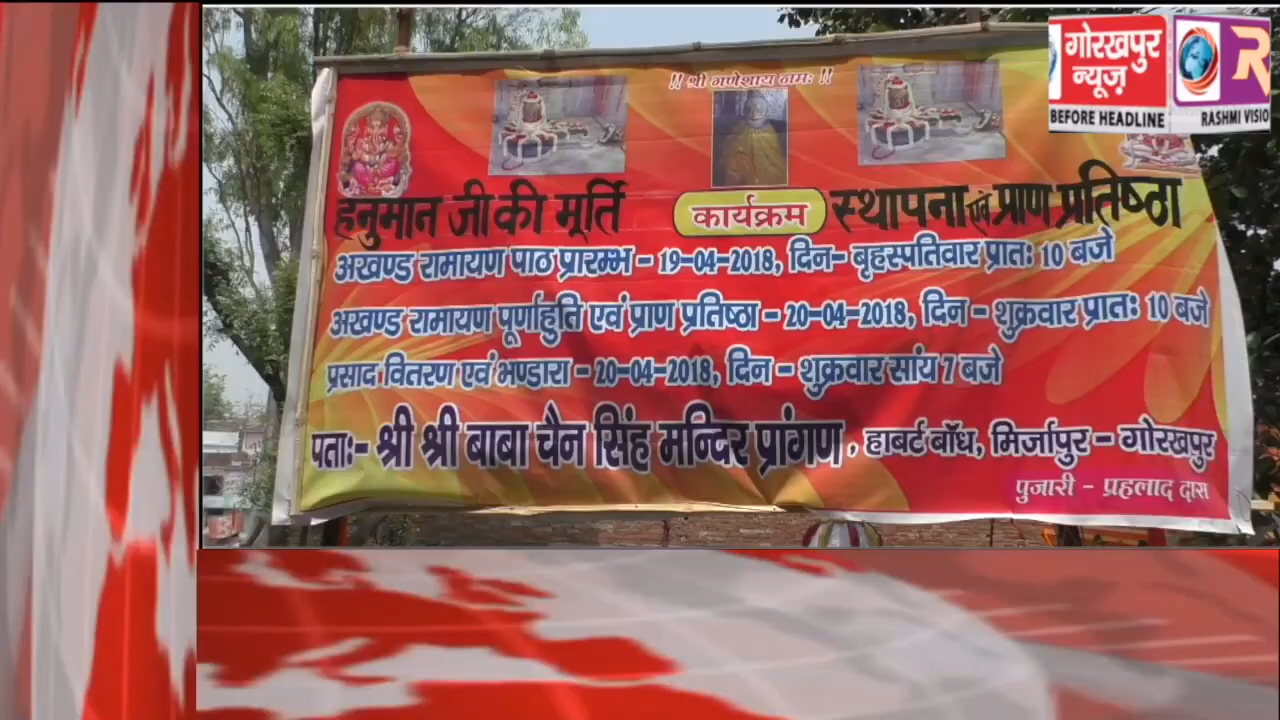 !! श्री गणेशाय नमः !!
हनुमान जी की मूर्ति कार्यक्रम स्थापना एवं प्राण प्रतिष्ठा
अखण्ड रामायण पाठ प्रारम्भ - 19-04-2018, दिन- बृहस्पतिवार प्रातः 10 बजे
अखण्ड रामायण पूर्णाहुति एवं प्राण प्रतिष्ठा - 20-04-2018, दिन - शुक्रवार प्रातः 10 बजे
प्रसाद वितरण एवं भण्डारा - 20-04-2018, दिन - शुक्रवार सांय 7 बजे
पताः- श्री श्री बाबा चैन सिंह मन्दिर प्रांगण, हाबर्ट बॉध, मिर्जापुर - गोरखपुर
पुजारी - प्रहलाद दास
गोरखपुर
न्यूज़
BEFORE HEADLINE
R
RASHMI VISIO